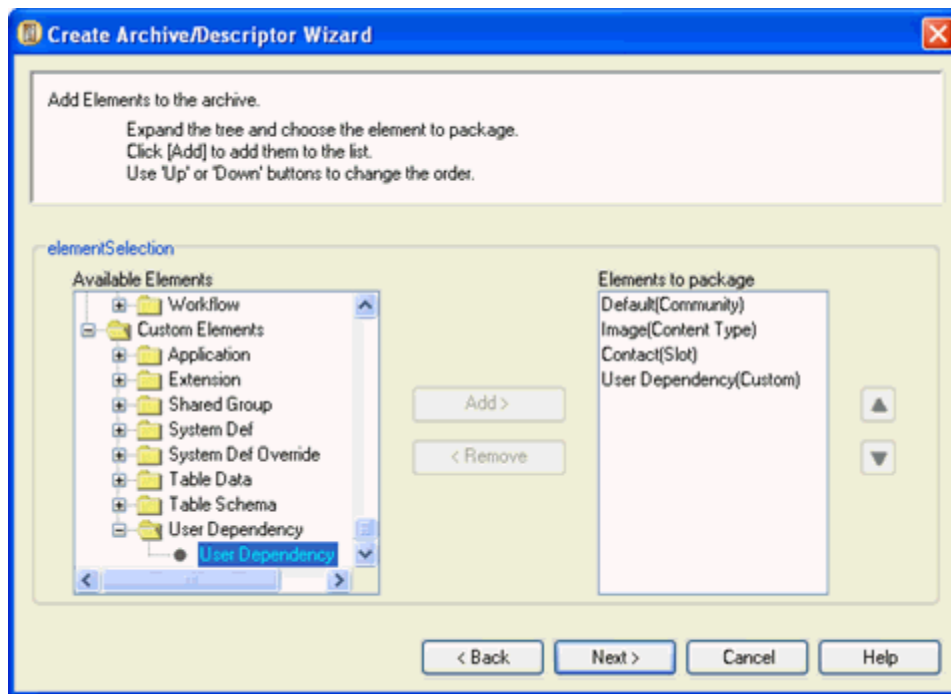 Create Archive/Descriptor Wizard
Add Elements to the archive.
Expand the tree and choose the element to package.
Click [Add] to add them to the list.
Use 'Up' or 'Down' buttons to change the order.
elementSelection
Available Elements
Workflow
Custom Elements
Application
Extension
Shared Group
System Def
System Def Override
Table Data
Table Schema
User Dependency
User Dependency
Add >
< Remove
Elements to package
Default(Community)
Image(Content Type)
Contact(Slot)
User Dependency(Custom)
< Back
Next >
Cancel
Help